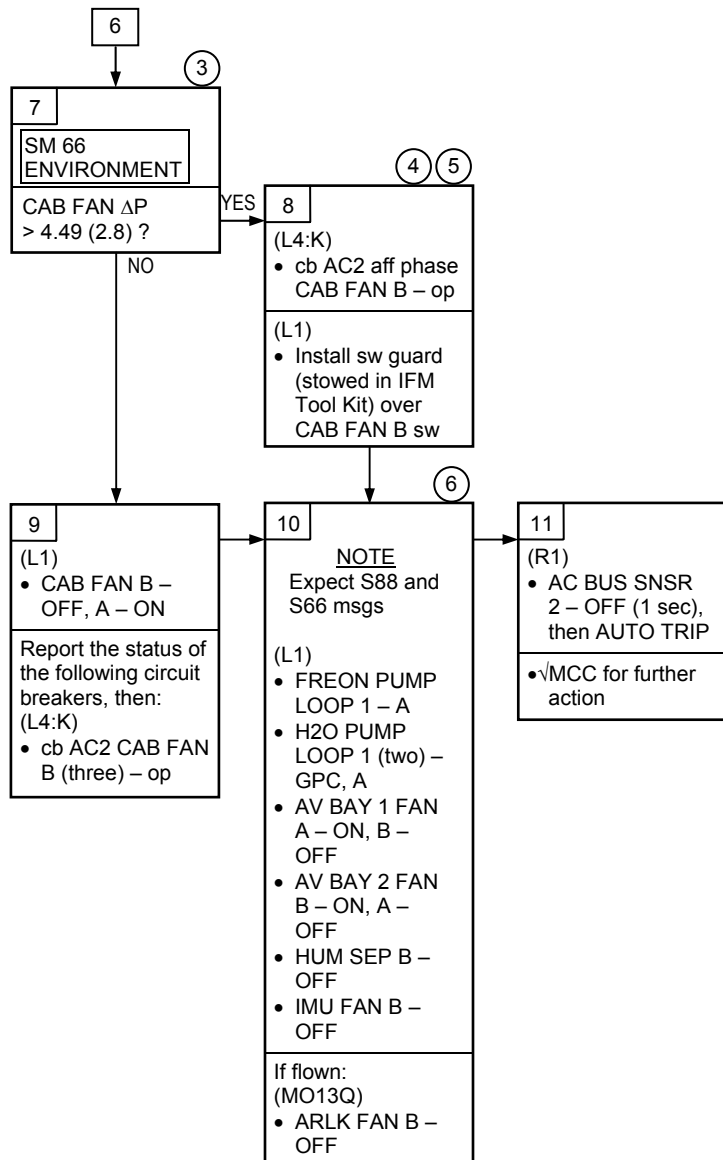 6
3
7
SM 66
ENVIRONMENT
CAB FAN ΔP
> 4.49 (2.8) ?
YES
NO
4 5
8
(L4:K)
• cb AC2 aff phase
CAB FAN B – op
(L1)
• Install sw guard
(stowed in IFM
Tool Kit) over
CAB FAN B sw
9
(L1)
• CAB FAN B –
OFF, A – ON
Report the status of
the following circuit
breakers, then:
(L4:K)
• cb AC2 CAB FAN
B (three) – op
6
10
NOTE
Expect S88 and
S66 msgs
(L1)
• FREON PUMP
LOOP 1 – A
• H2O PUMP
LOOP 1 (two) –
GPC, A
• AV BAY 1 FAN
A – ON, B –
OFF
• AV BAY 2 FAN
B – ON, A –
OFF
• HUM SEP B –
OFF
• IMU FAN B –
OFF
If flown:
(MO13Q)
• ARLK FAN B –
OFF
11
(R1)
• AC BUS SNSR
2 – OFF (1 sec),
then AUTO TRIP
•√MCC for further
action